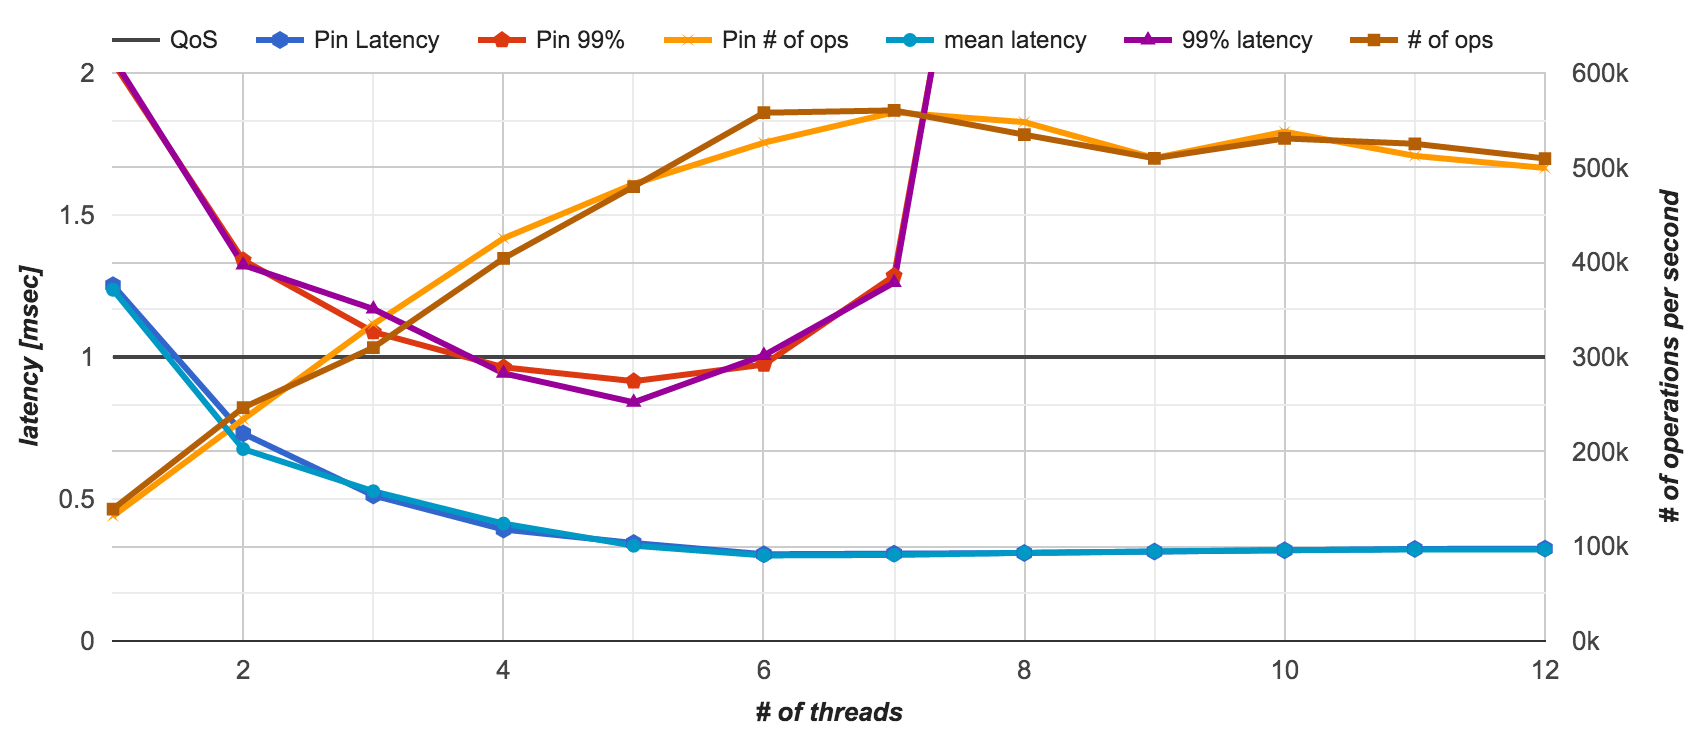 QoS Pin Latency Pin 99% Pin # of ops mean latency 99% latency # of ops
2 600k
500k
1.5
400k
1 300k
200k
0.5
100k
0 0k
latency [msec]
# of operations per second
2 4 6 8 10 12
# of threads